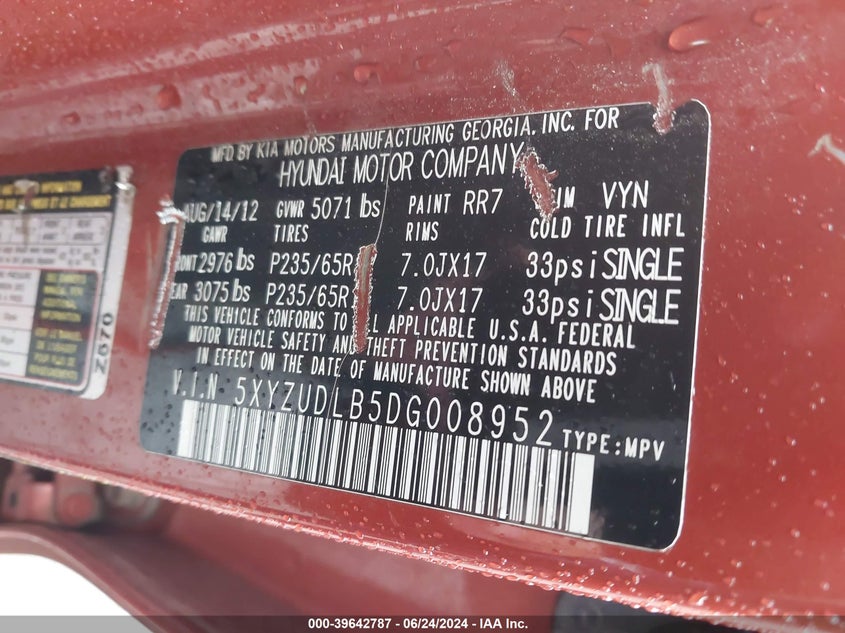 MFD BY KIA MOTORS MANUFACTURING GEORGIA, INC. FOR
HYUNDAI MOTOR COMPANY
AUG/14/12 GVWR 5071 lbs PAINT RR7 VYN
GAWR TIRES RIMS COLD TIRE INFL
2976 lbs P235/65R 7.0JX17 33psi SINGLE
3075 lbs P235/65R 7.0JX17 33psi SINGLE
THIS VEHICLE CONFORMS TO APPLICABLE U.S.A. FEDERAL
MOTOR VEHICLE SAFETY AND THEFT PREVENTION STANDARDS
IN EFFECT ON THE DATE OF MANUFACTURE SHOWN ABOVE
V.I.N 5XYZUDLB5DG008952 TYPE:MPV
Z670
000-39642787 - 06/24/2024 - IAA Inc.